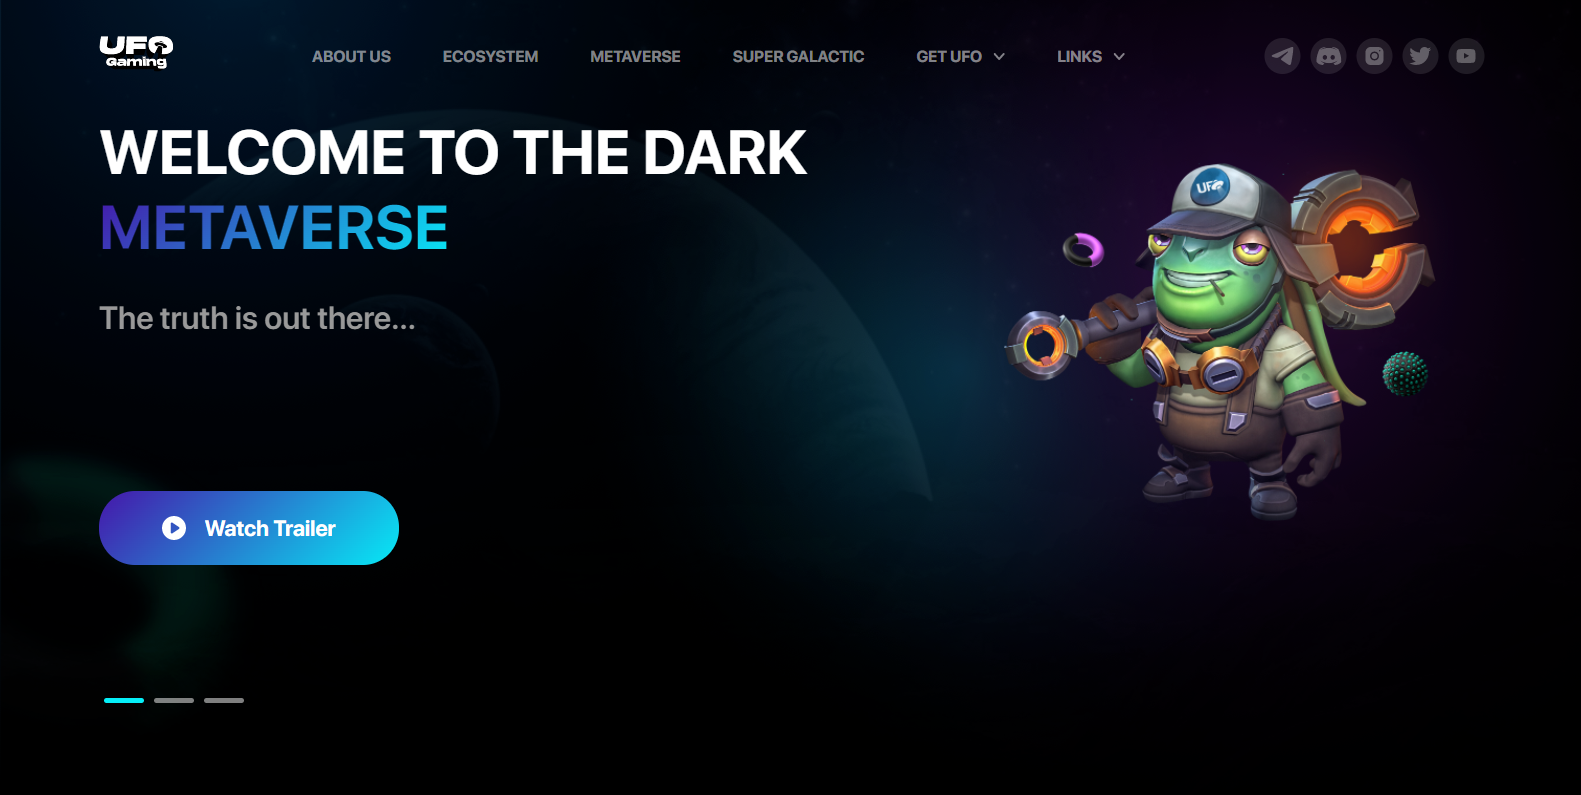 UFO
Gaming
ABOUT US
ECOSYSTEM
METAVERSE
SUPER GALACTIC
GET UFO
LINKS
WELCOME TO THE DARK
METAVERSE
The truth is out there...
Watch Trailer
UFO